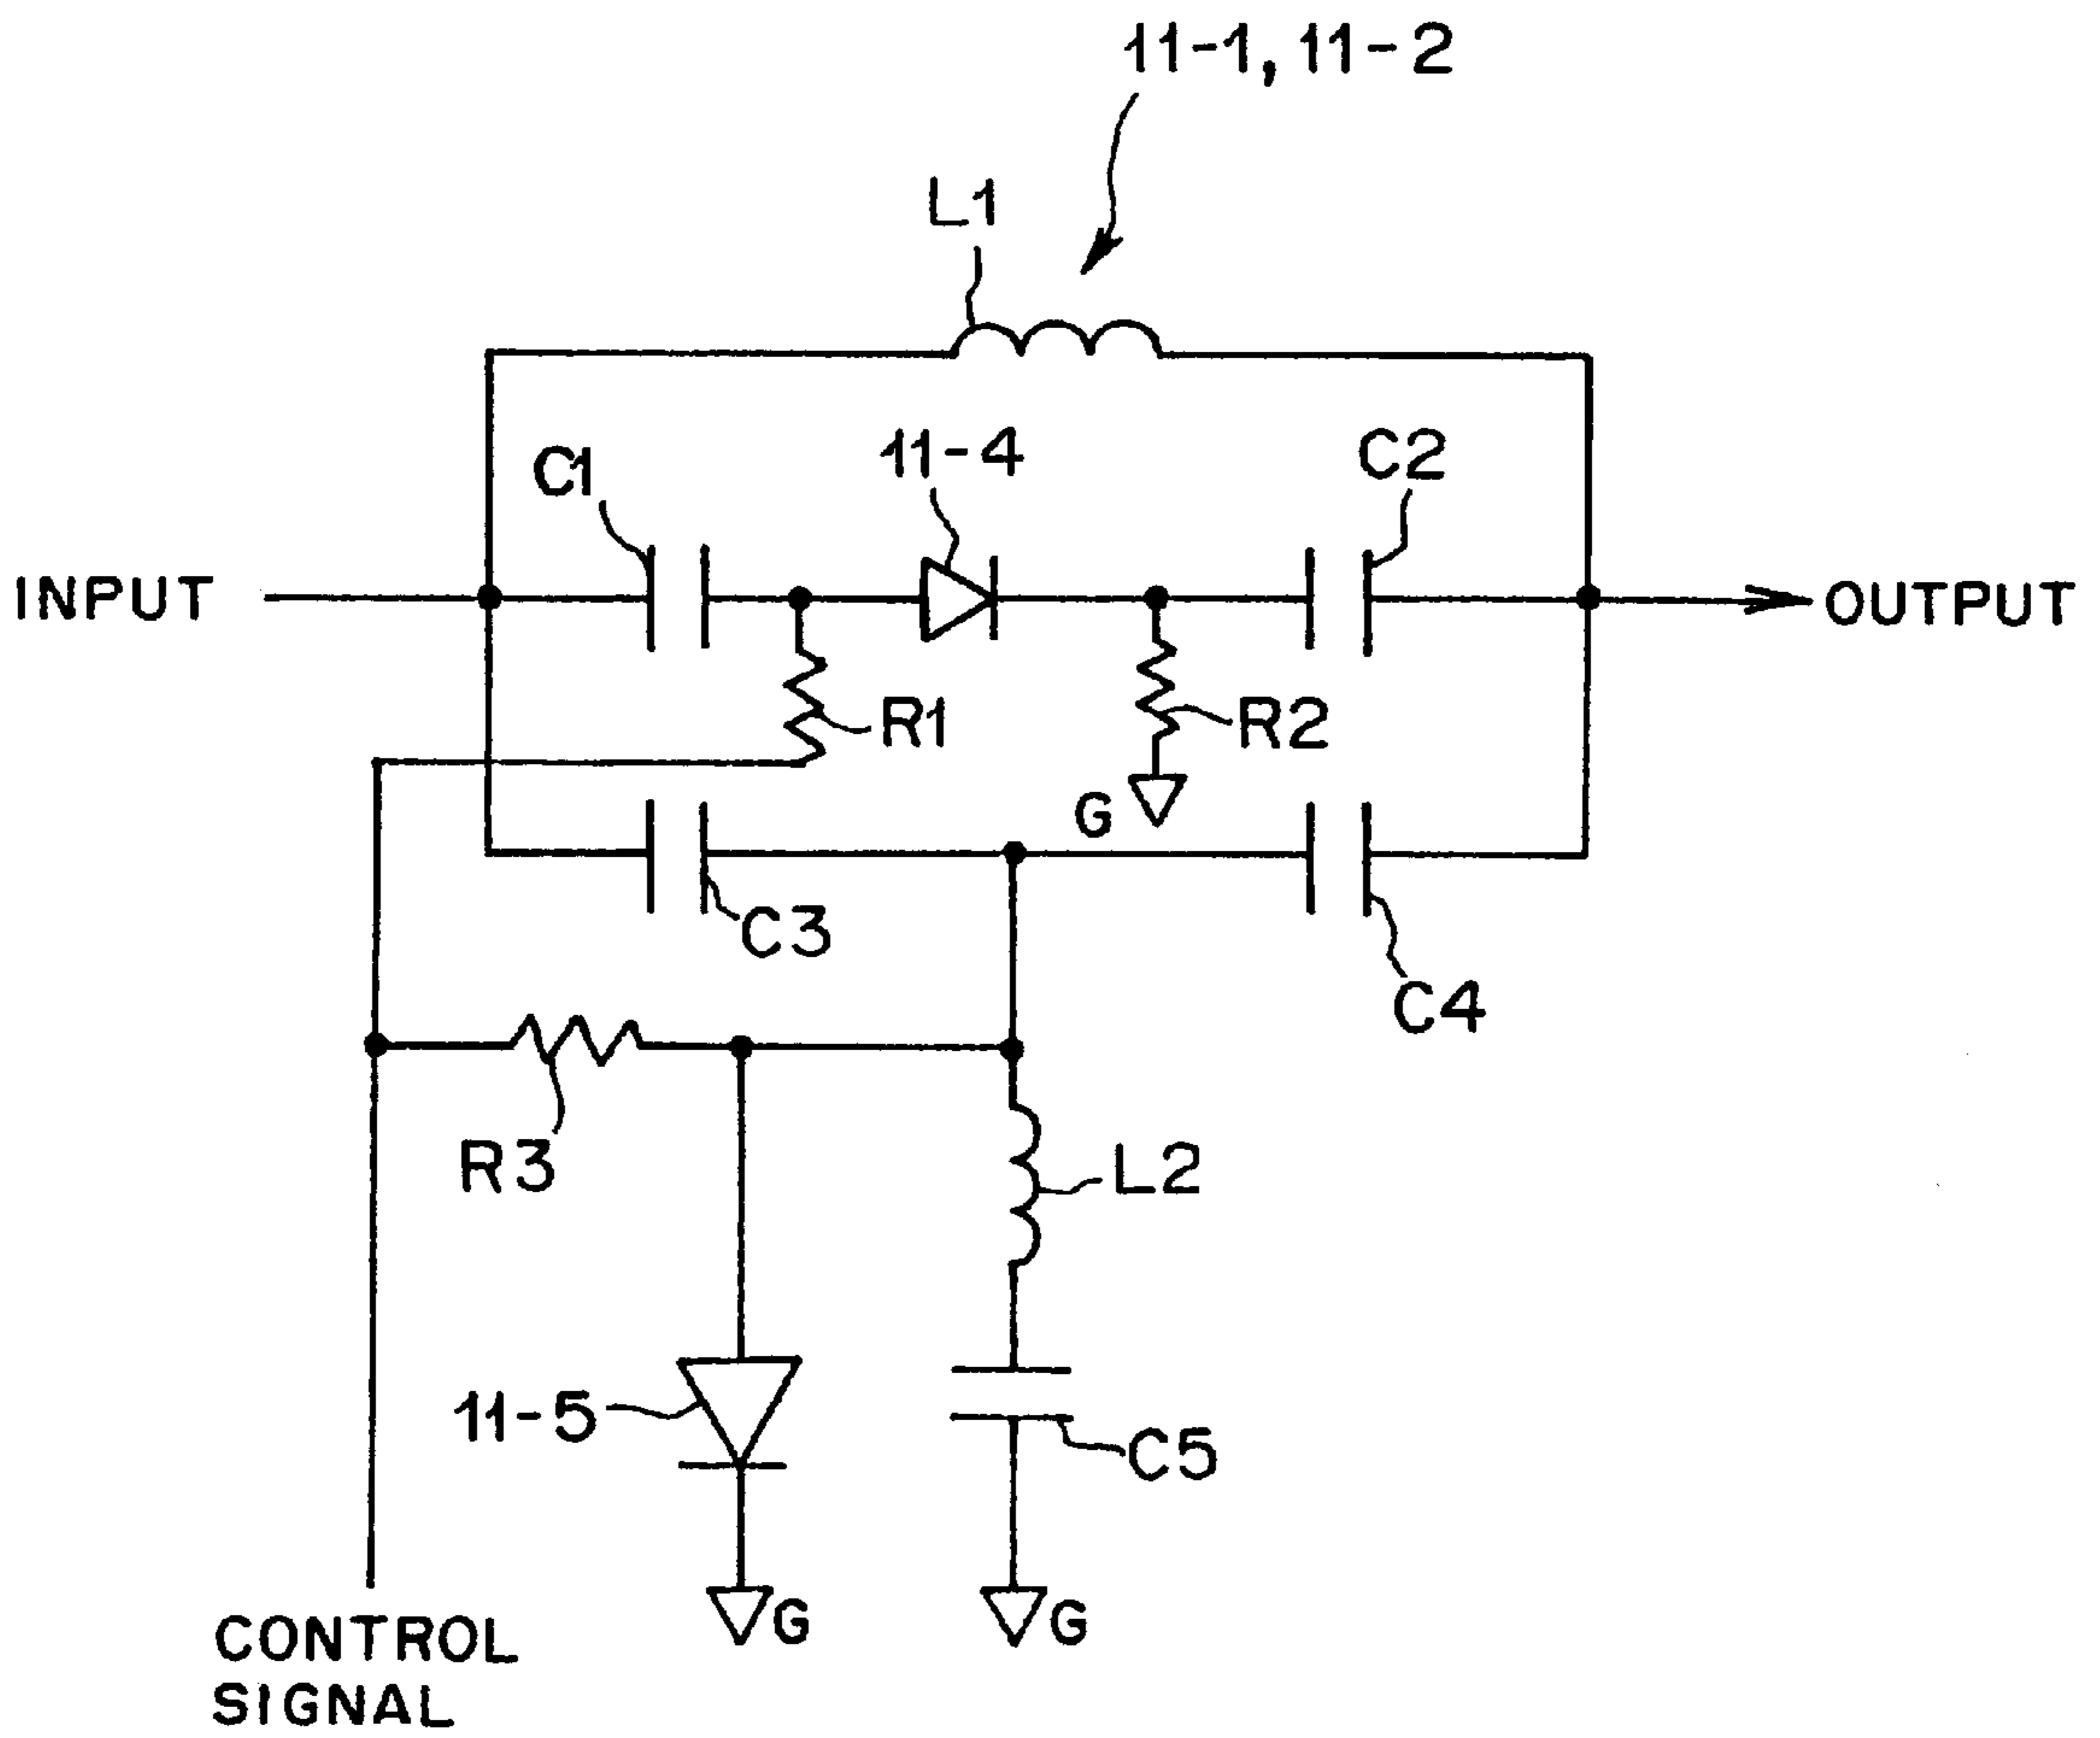 11-1, 11-2
L1
C1
11-4
C2
INPUT
OUTPUT
R1
R2
G
C3
C4
R3
L2
11-5
C5
G
G
CONTROL
SIGNAL